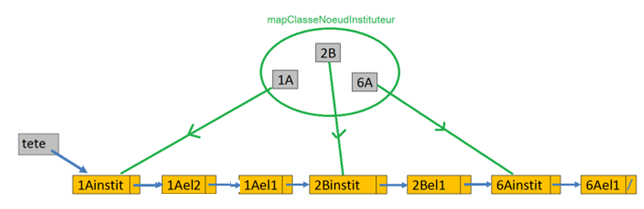 mapClasseNoeudInstituteur
2B
1A
6A
tete
1Ainstit 1Ael2 1Ael1 2Binstit 2Bel1 6Ainstit 6Ael1 /